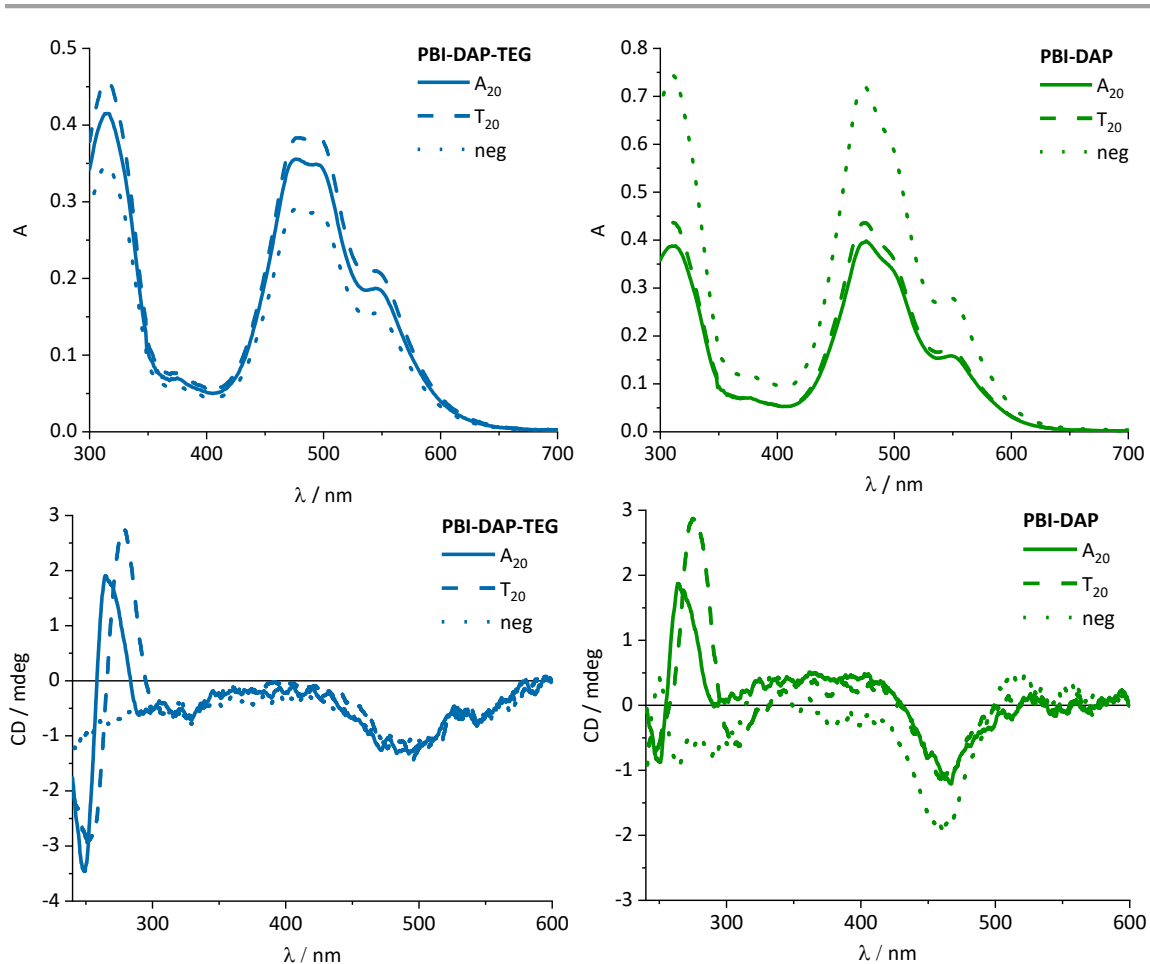 PBI-DAP-TEG
A₂₀
T₂₀
neg
0.5
0.4
0.3
0.2
0.1
0.0
A
300 400 500 600 700
λ / nm
PBI-DAP
A₂₀
T₂₀
neg
0.8
0.7
0.6
0.5
0.4
0.3
0.2
0.1
0.0
A
300 400 500 600 700
λ / nm
PBI-DAP-TEG
A₂₀
T₂₀
neg
3
2
1
0
-1
-2
-3
-4
CD / mdeg
300 400 500 600
λ / nm
PBI-DAP
A₂₀
T₂₀
neg
3
2
1
0
-1
-2
-3
CD / mdeg
300 400 500 600
λ / nm